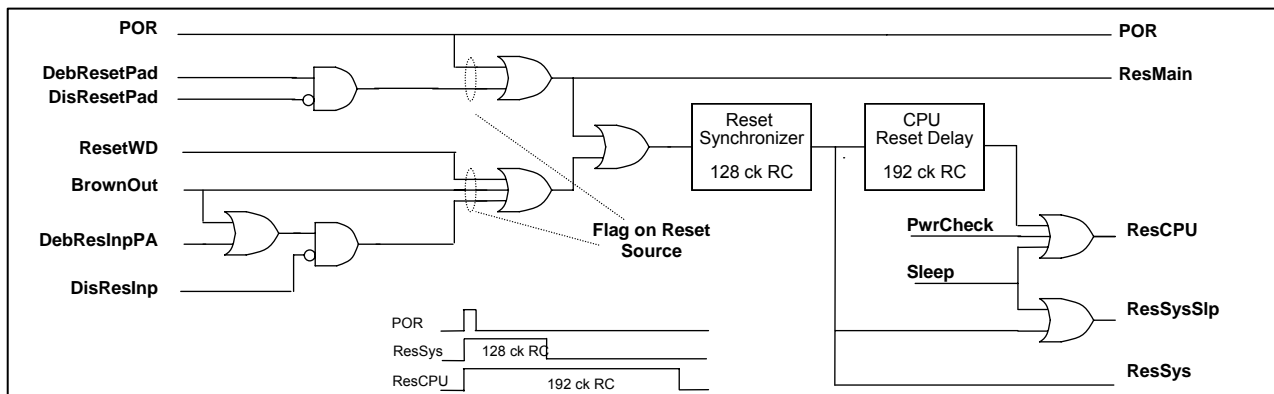 POR
POR
DebResetPad
ResMain
DisResetPad
Reset
Synchronizer
128 ck RC
CPU
Reset Delay
192 ck RC
ResetWD
BrownOut
DebResInpPA
DisResInp
Flag on Reset
Source
PwrCheck
ResCPU
Sleep
ResSysSlp
ResSys
POR
ResSys
128 ck RC
ResCPU
192 ck RC